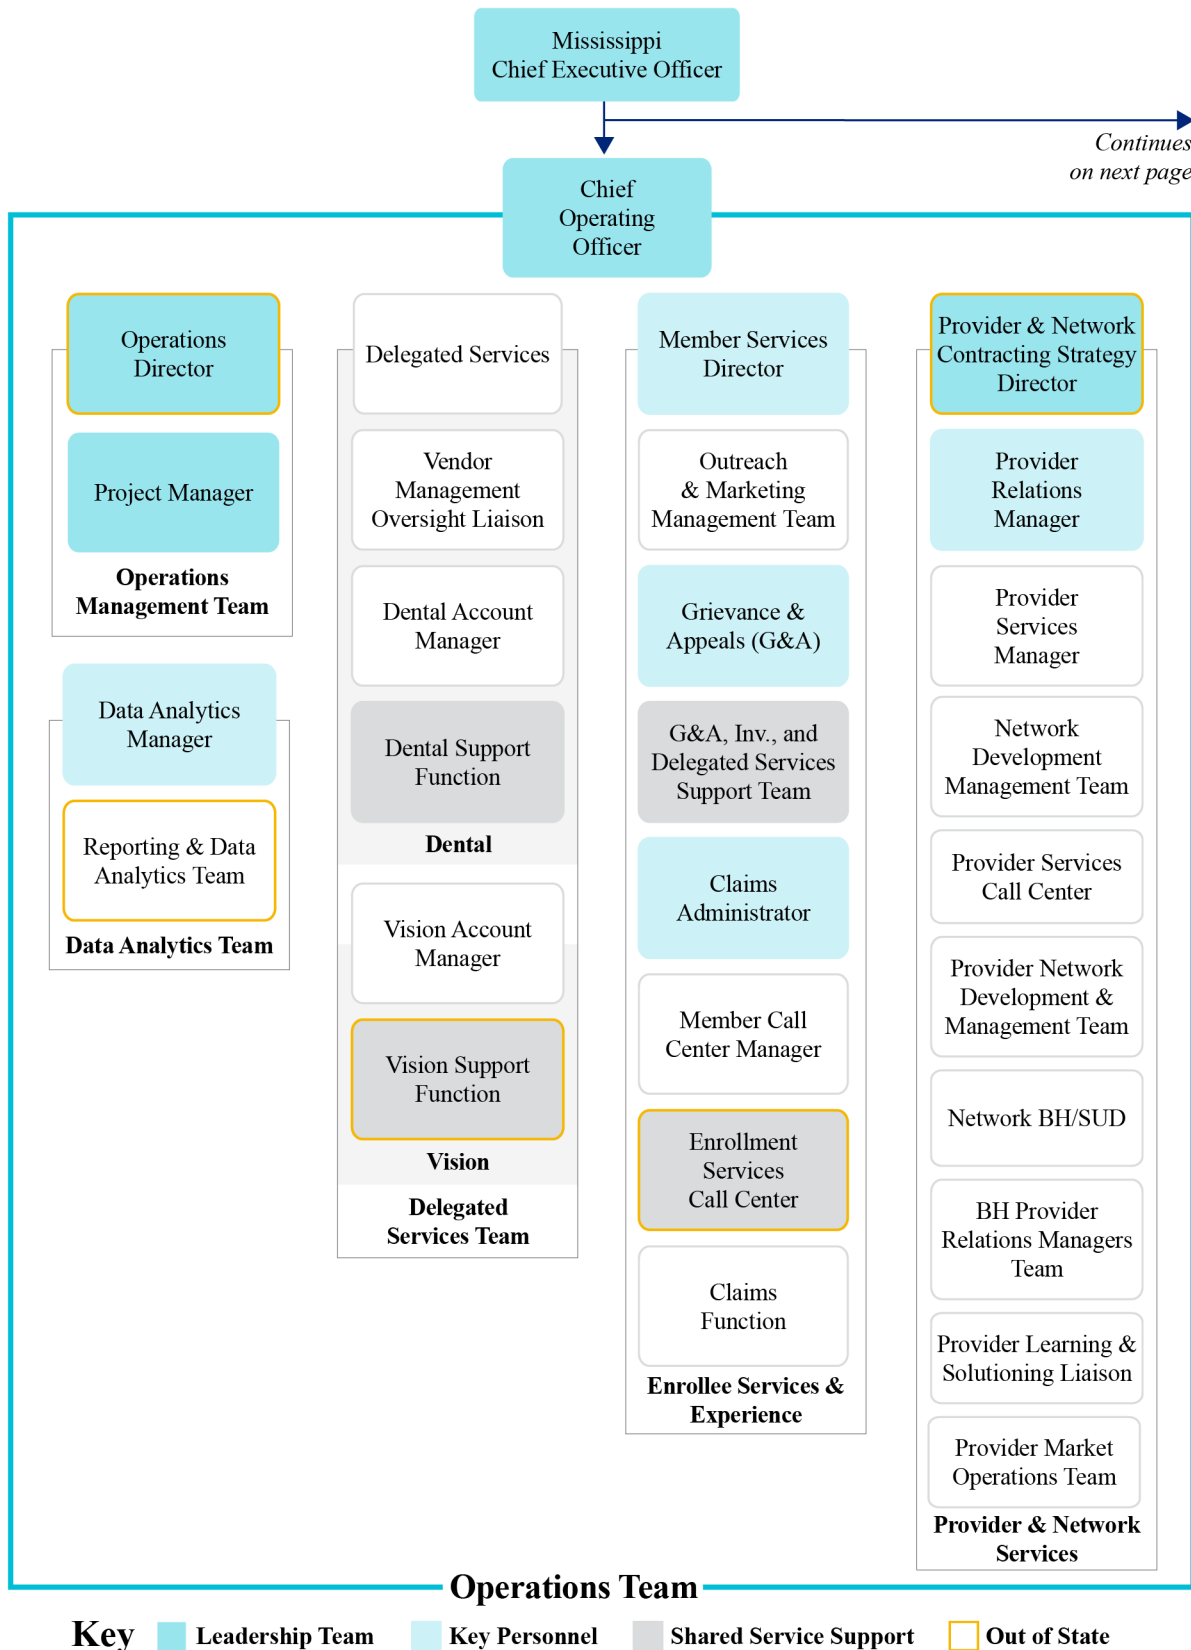 Mississippi
Chief Executive Officer
Continues
on next page
Chief
Operating
Officer
Operations
Director
Project Manager
Operations
Management Team
Data Analytics
Manager
Reporting & Data
Analytics Team
Data Analytics Team
Delegated Services
Vendor
Management
Oversight Liaison
Dental Account
Manager
Dental Support
Function
Dental
Vision Account
Manager
Vision Support
Function
Vision
Delegated
Services Team
Member Services
Director
Outreach
& Marketing
Management Team
Grievance &
Appeals (G&A)
G&A, Inv., and
Delegated Services
Support Team
Claims
Administrator
Member Call
Center Manager
Enrollment
Services
Call Center
Claims
Function
Enrollee Services &
Experience
Provider & Network
Contracting Strategy
Director
Provider
Relations
Manager
Provider
Services
Manager
Network
Development
Management Team
Provider Services
Call Center
Provider Network
Development &
Management Team
Network BH/SUD
BH Provider
Relations Managers
Team
Provider Learning &
Solutioning Liaison
Provider Market
Operations Team
Provider & Network
Services
Operations Team
Key Leadership Team Key Personnel Shared Service Support Out of State